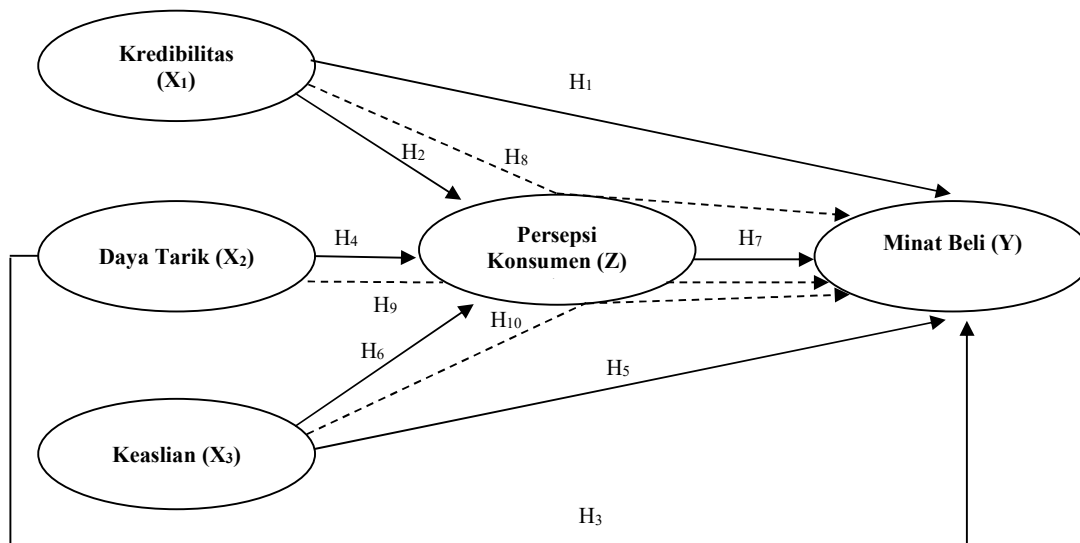 Kredibilitas
(X₁)
H₁
H₂
H₈
Daya Tarik (X₂)
H₄
Persepsi
Konsumen (Z)
H₇
Minat Beli (Y)
H₉
H₁₀
H₆
H₅
Keaslian (X₃)
H₃